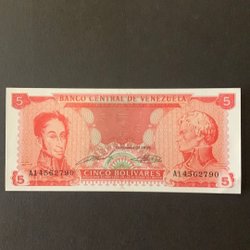 5 5
BANCO CENTRAL DE VENEZUELA
A14562790 A14562790
5 CINCO BOLIVARES 5